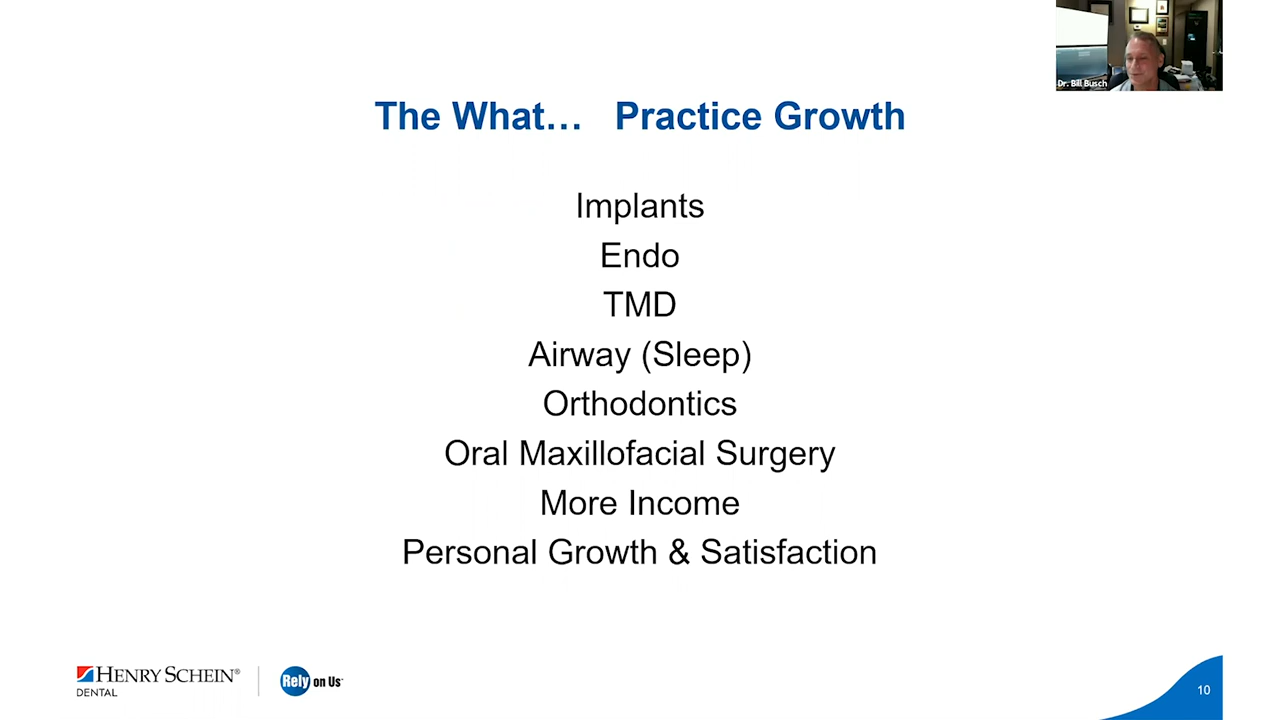 Dr. Bill Busch
The What… Practice Growth
Implants
Endo
TMD
Airway (Sleep)
Orthodontics
Oral Maxillofacial Surgery
More Income
Personal Growth & Satisfaction
HENRY SCHEIN®
DENTAL
Rely on Us™
10